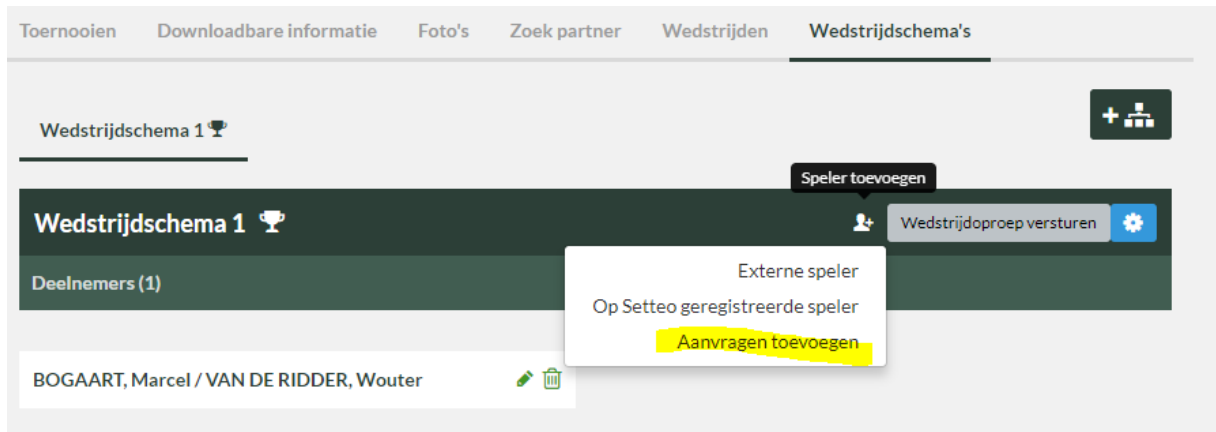 Toernooien Downloadbare informatie Foto's Zoek partner Wedstrijden Wedstrijdschema's
Wedstrijdschema 1
+
Speler toevoegen
Wedstrijdschema 1 Wedstrijdoproep versturen
Deelnemers (1)
Externe speler
Op Setteo geregistreerde speler
Aanvragen toevoegen
BOGAART, Marcel / VAN DE RIDDER, Wouter